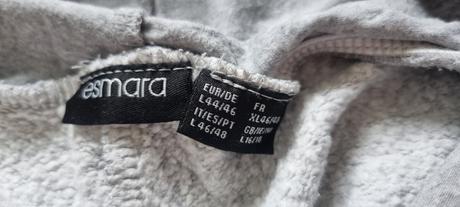 esmara
EUR/DE
L44/46
IT/ES/PT
L46/48
FR
XL46/48
L16/18